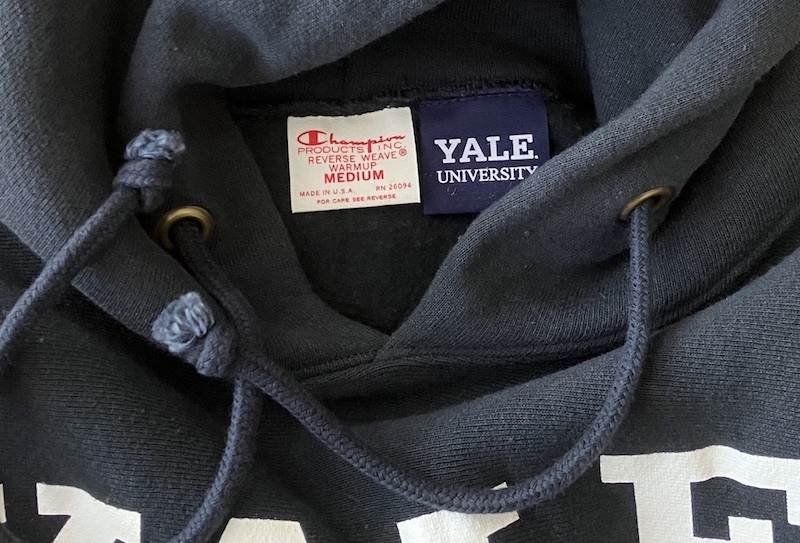 Champion
PRODUCTS INC.
REVERSE WEAVE®
WARMUP
MEDIUM
MADE IN U.S.A. RN 26094
FOR CARE SEE REVERSE
YALE.
UNIVERSITY